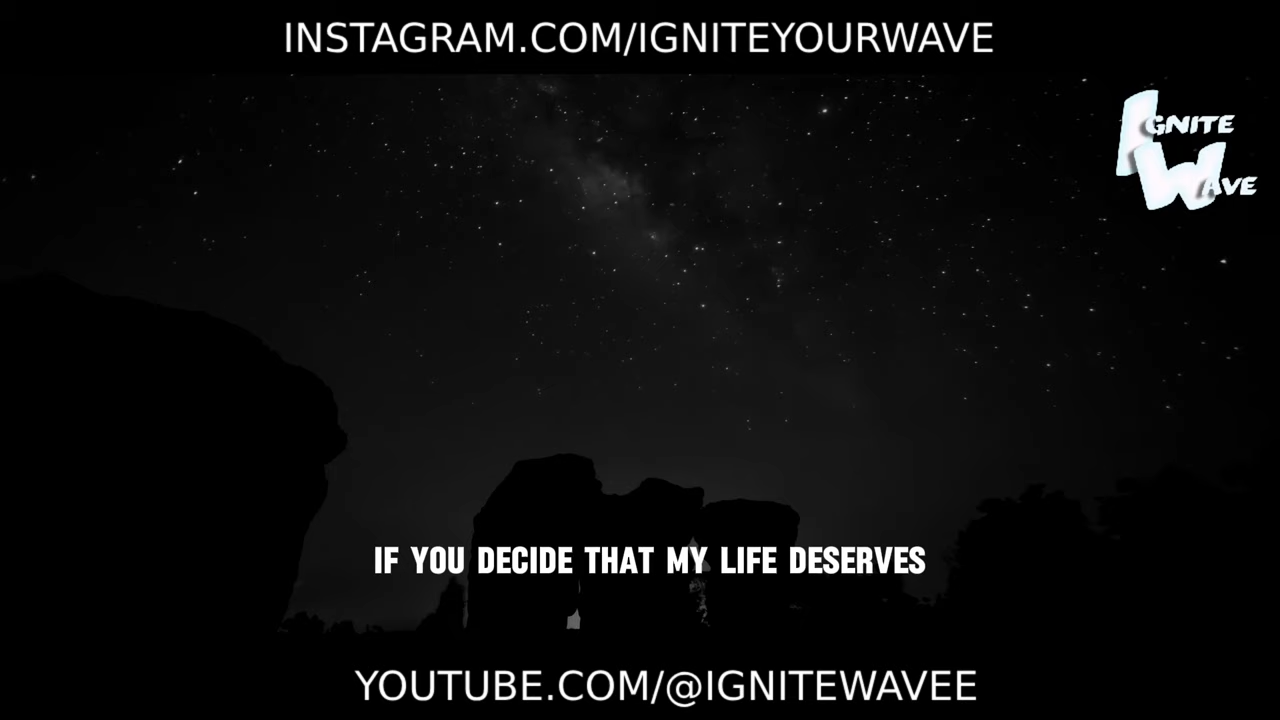 INSTAGRAM.COM/IGNITEYOURWAVE
IGNITE
WAVE
IF YOU DECIDE THAT MY LIFE DESERVES
YOUTUBE.COM/@IGNITEWAVEE